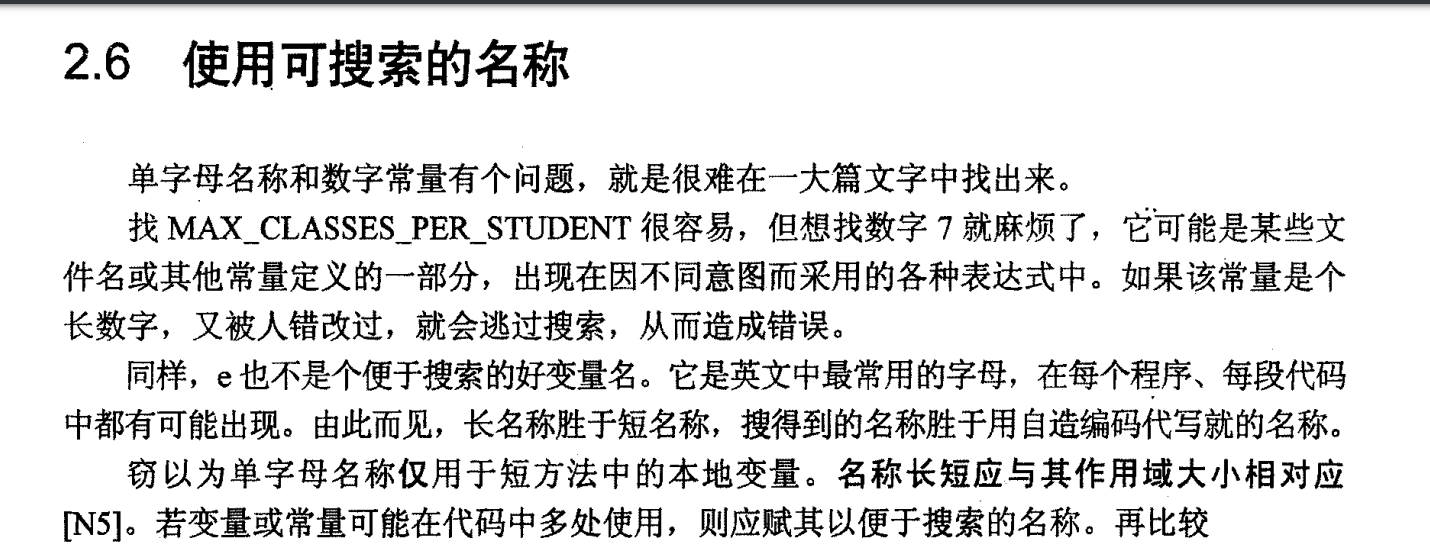 2.6 使用可搜索的名称
单字母名称和数字常量有个问题，就是很难在一大篇文字中找出来。
找 MAX_CLASSES_PER_STUDENT 很容易，但想找数字 7 就麻烦了，它可能是某些文
件名或其他常量定义的一部分，出现在因不同意图而采用的各种表达式中。如果该常量是个
长数字，又被人错改过，就会逃过搜索，从而造成错误。
同样，e 也不是个便于搜索的好变量名。它是英文中最常用的字母，在每个程序、每段代码
中都有可能出现。由此而见，长名称胜于短名称，搜得到的名称胜于用自造编码代写就的名称。
窃以为单字母名称仅用于短方法中的本地变量。名称长短应与其作用域大小相对应
[N5]。若变量或常量可能在代码中多处使用，则应赋其以便于搜索的名称。再比较